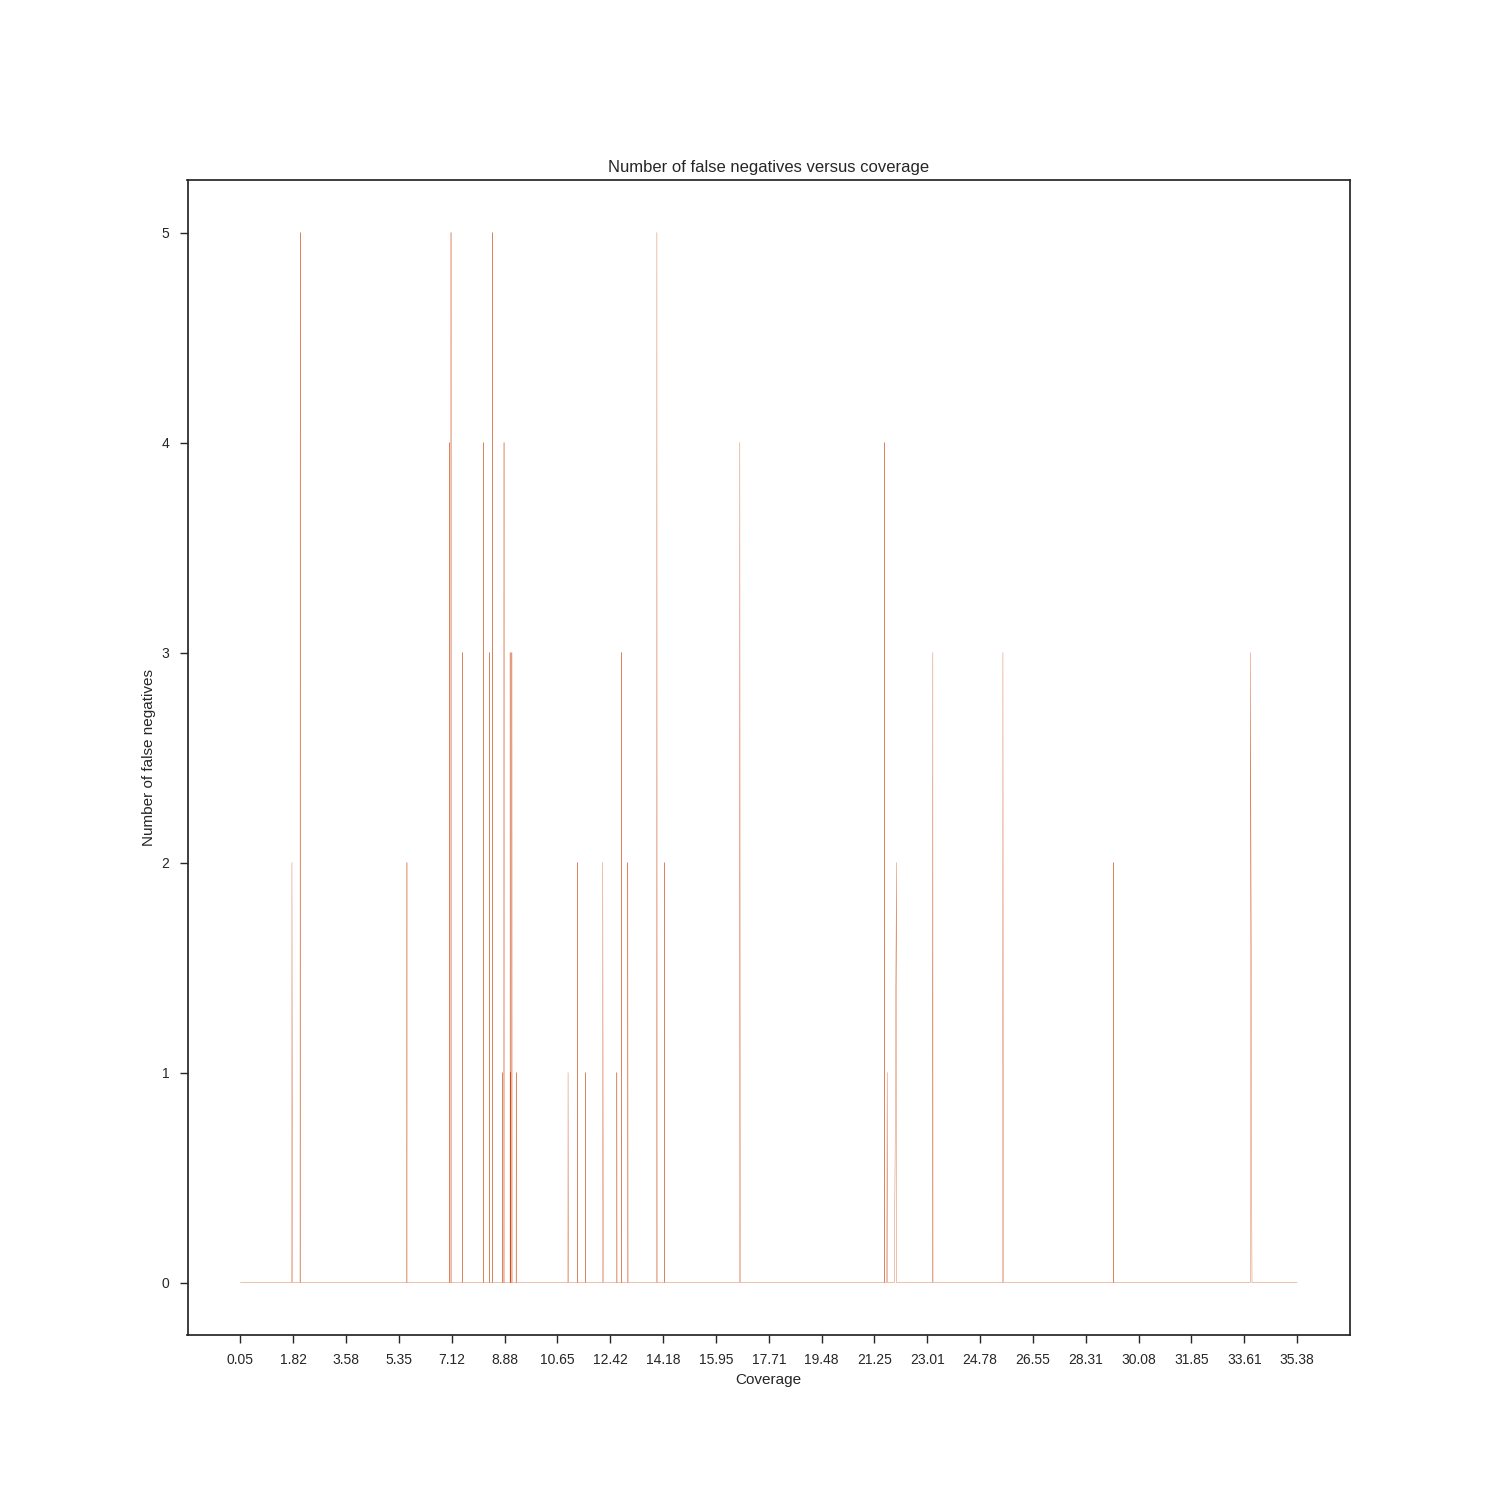 Number of false negatives versus coverage
5
4
3
2
1
0
Number of false negatives
0.05 1.82 3.58 5.35 7.12 8.88 10.65 12.42 14.18 15.95 17.71 19.48 21.25 23.01 24.78 26.55 28.31 30.08 31.85 33.61 35.38
Coverage